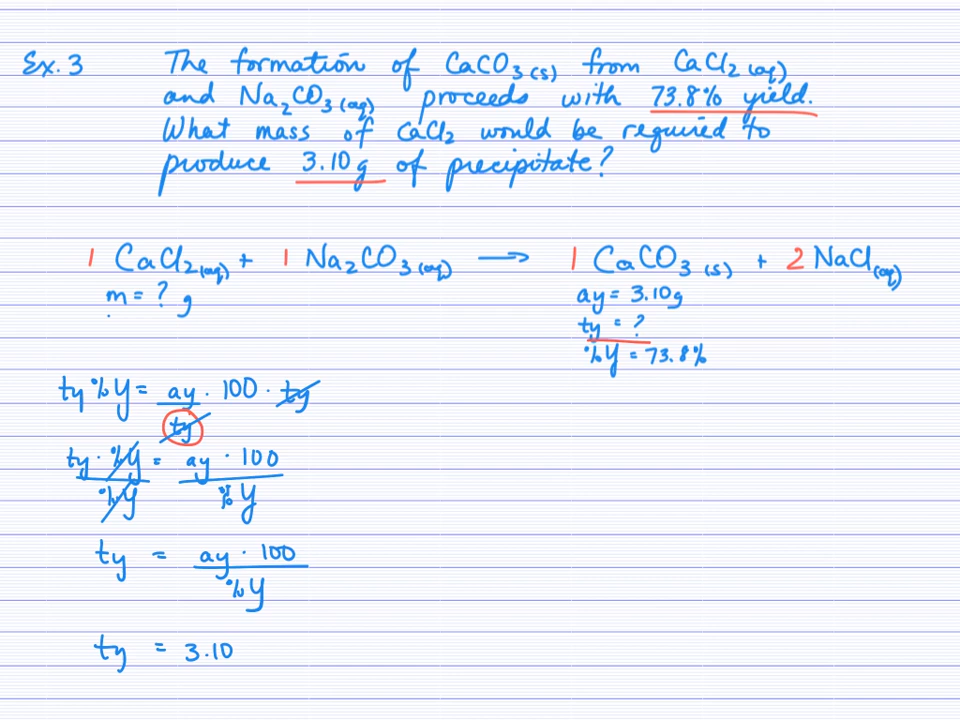 Ex. 3 The formation of CaCO₃ (s) from CaCl₂ (aq)
and Na₂CO₃ (aq) proceeds with 73.8% yield.
What mass of CaCl₂ would be required to
produce 3.10 g of precipitate?
1 CaCl₂ (aq) + 1 Na₂CO₃ (aq) → 1 CaCO₃ (s) + 2 NaCl (aq)
m = ? g
ay = 3.10g
ty = ?
%Y = 73.8%
ty %Y = ay · 100 · ty
ty
ty · %Y = ay · 100
%Y %Y
ty = ay · 100
%Y
ty = 3.10